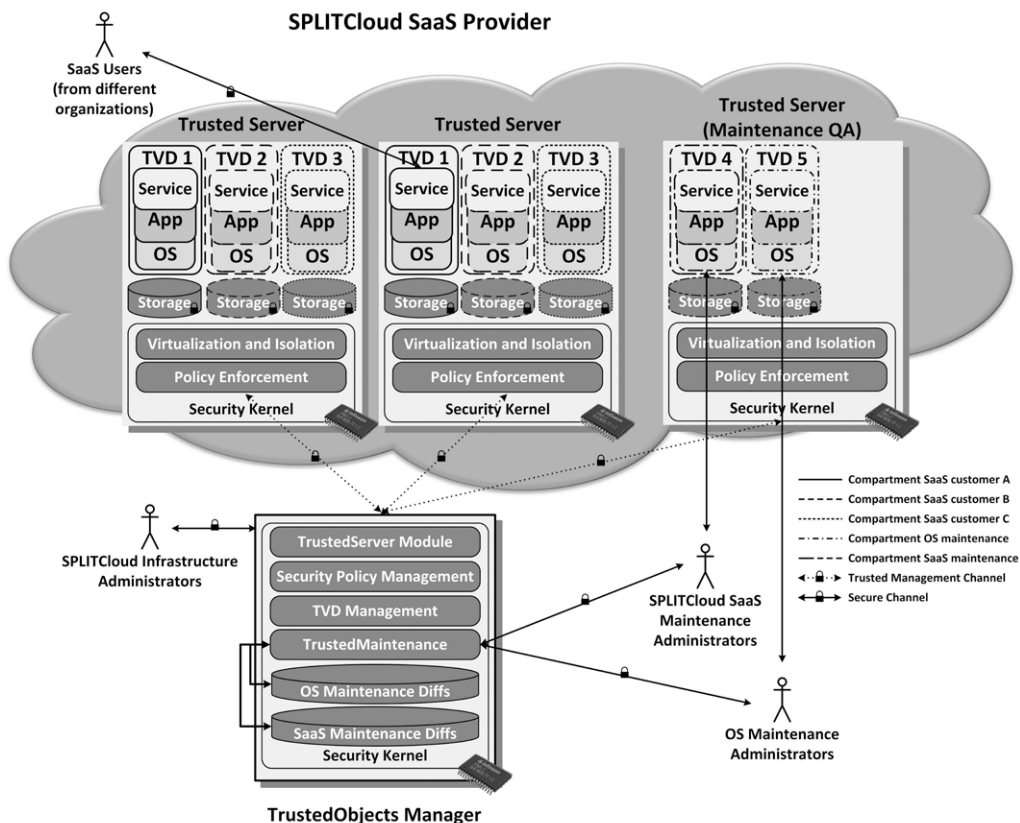 SPLITCloud SaaS Provider
SaaS Users
(from different
organizations)
Trusted Server
TVD 1
TVD 2
TVD 3
Service
Service
Service
App
App
App
OS
OS
OS
Storage
Storage
Storage
Virtualization and Isolation
Policy Enforcement
Security Kernel
Trusted Server
TVD 1
TVD 2
TVD 3
Service
Service
Service
App
App
App
OS
OS
OS
Storage
Storage
Storage
Virtualization and Isolation
Policy Enforcement
Security Kernel
Trusted Server
(Maintenance QA)
TVD 4
TVD 5
Service
Service
App
App
OS
OS
Storage
Storage
Virtualization and Isolation
Policy Enforcement
Security Kernel
Compartment SaaS customer A
Compartment SaaS customer B
Compartment SaaS customer C
Compartment OS maintenance
Compartment SaaS maintenance
Trusted Management Channel
Secure Channel
SPLITCloud Infrastructure
Administrators
TrustedServer Module
Security Policy Management
TVD Management
TrustedMaintenance
OS Maintenance Diffs
SaaS Maintenance Diffs
Security Kernel
TrustedObjects Manager
SPLITCloud SaaS
Maintenance
Administrators
OS Maintenance
Administrators